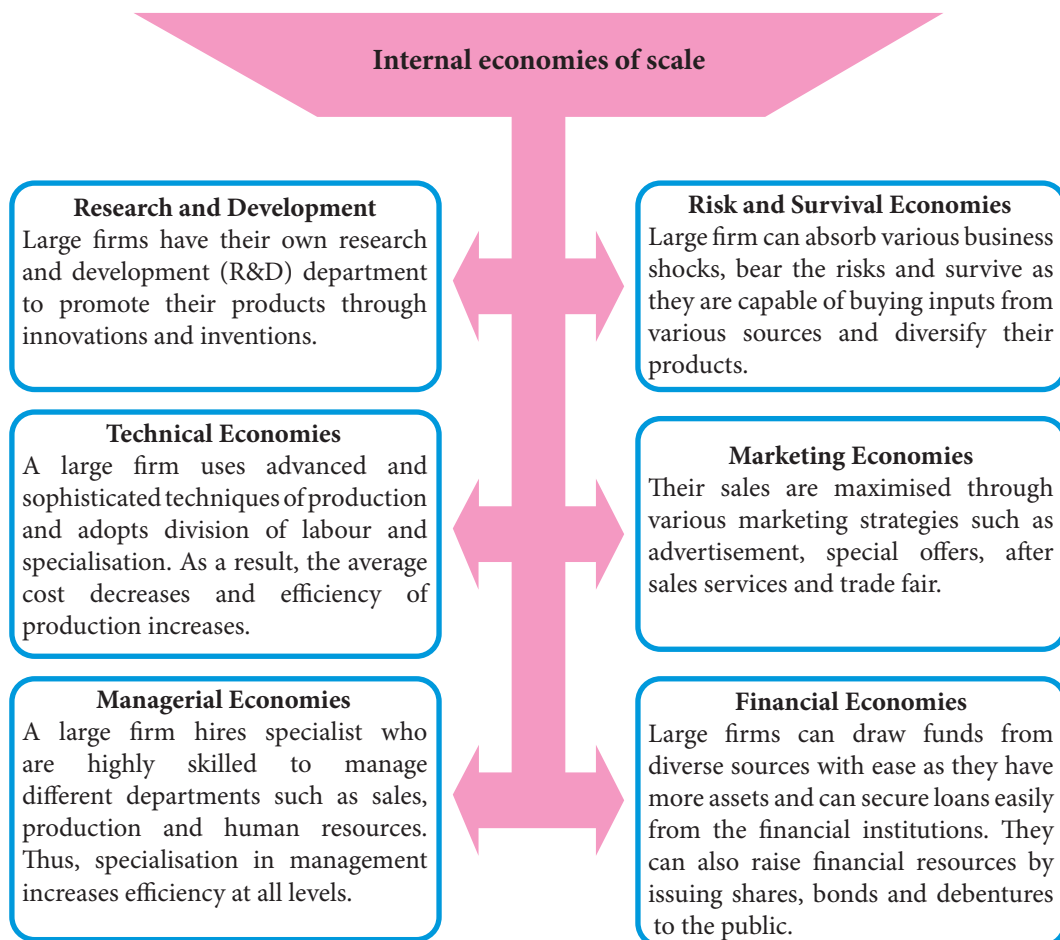 Internal economies of scale
Research and Development
Large firms have their own research
and development (R&D) department
to promote their products through
innovations and inventions.
Risk and Survival Economies
Large firm can absorb various business
shocks, bear the risks and survive as
they are capable of buying inputs from
various sources and diversify their
products.
Technical Economies
A large firm uses advanced and
sophisticated techniques of production
and adopts division of labour and
specialisation. As a result, the average
cost decreases and efficiency of
production increases.
Marketing Economies
Their sales are maximised through
various marketing strategies such as
advertisement, special offers, after
sales services and trade fair.
Managerial Economies
A large firm hires specialist who
are highly skilled to manage
different departments such as sales,
production and human resources.
Thus, specialisation in management
increases efficiency at all levels.
Financial Economies
Large firms can draw funds from
diverse sources with ease as they have
more assets and can secure loans easily
from the financial institutions. They
can also raise financial resources by
issuing shares, bonds and debentures
to the public.